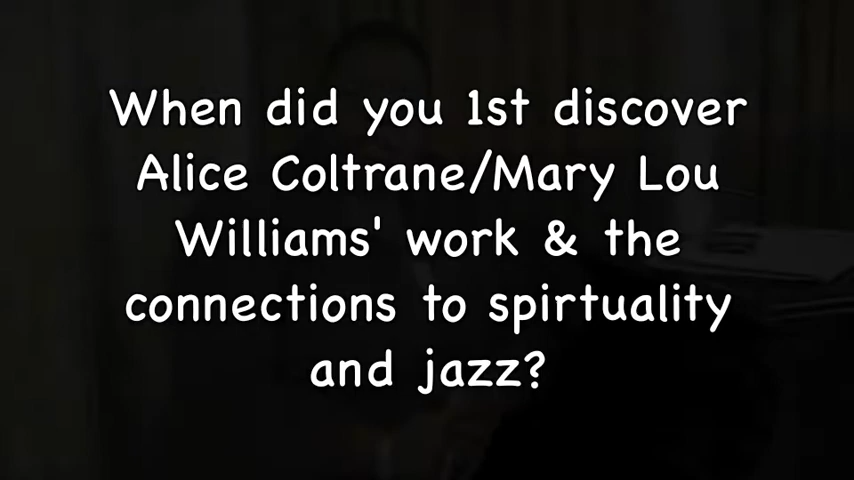 When did you 1st discover
Alice Coltrane/Mary Lou
Williams' work & the
connections to spirtuality
and jazz?